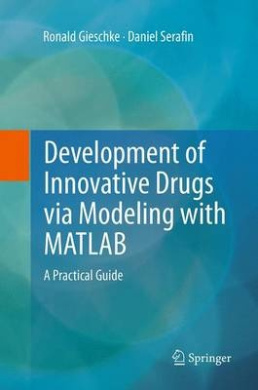 Ronald Gieschke · Daniel Serafin
Development of
Innovative Drugs
via Modeling with
MATLAB
A Practical Guide
Springer